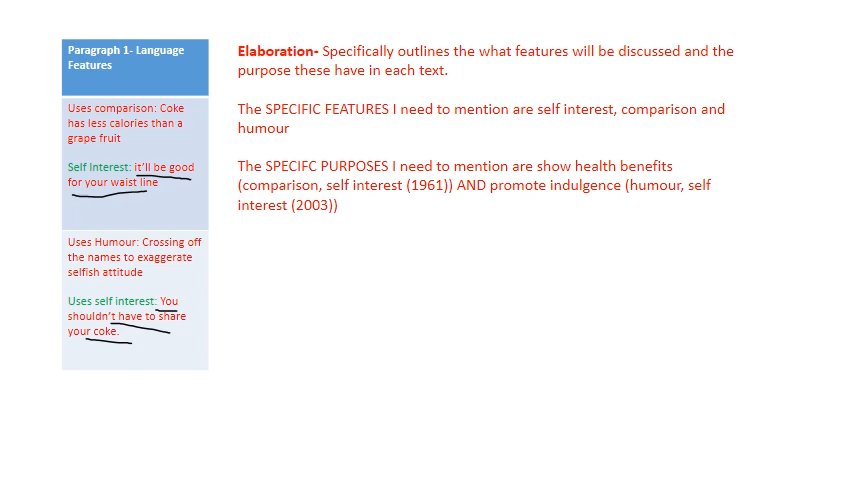 Paragraph 1- Language
Features
Uses comparison: Coke
has less calories than a
grape fruit
Self Interest: it'll be good
for your waist line
Uses Humour: Crossing off
the names to exaggerate
selfish attitude
Uses self interest: You
shouldn't have to share
your coke.
Elaboration- Specifically outlines the what features will be discussed and the
purpose these have in each text.
The SPECIFIC FEATURES I need to mention are self interest, comparison and
humour
The SPECIFC PURPOSES I need to mention are show health benefits
(comparison, self interest (1961)) AND promote indulgence (humour, self
interest (2003))